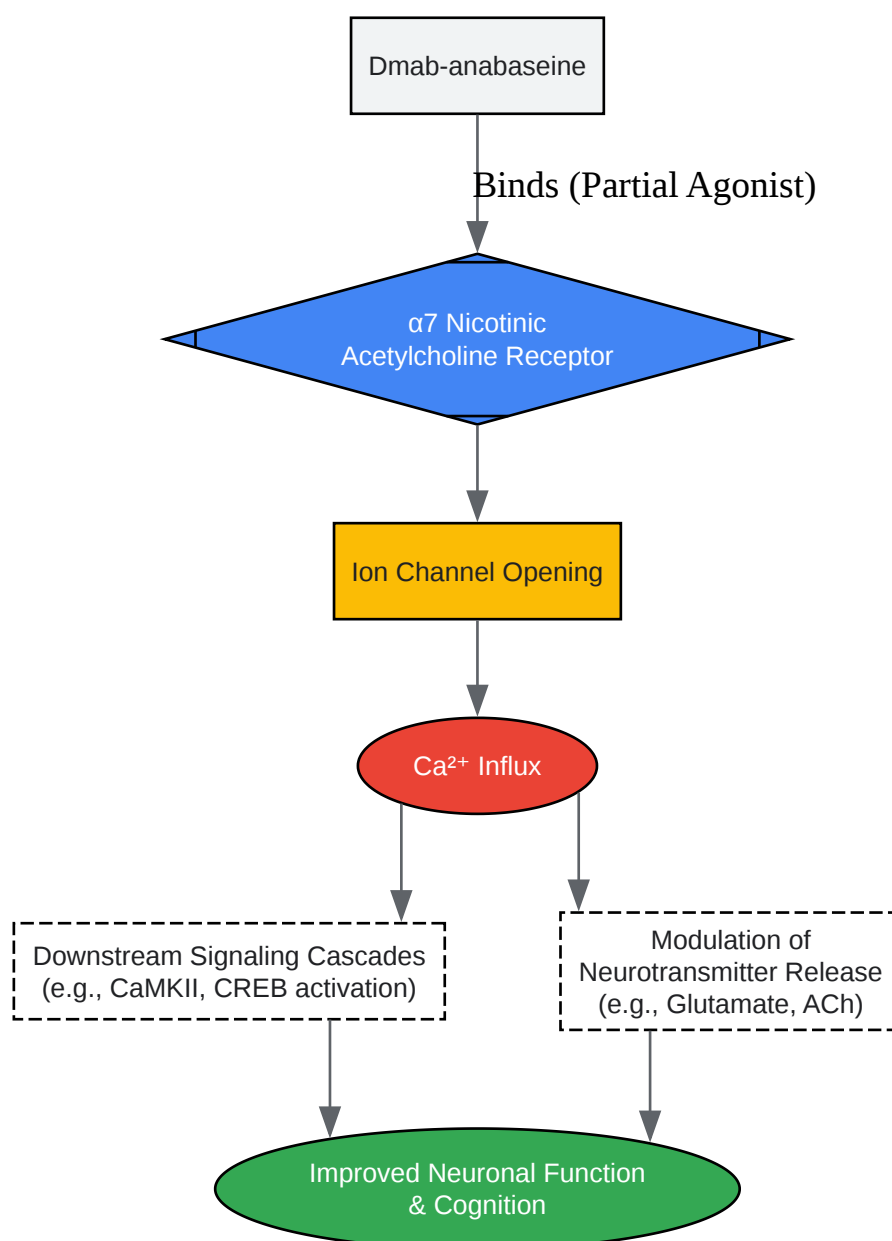 Dmab-anabaseine
Binds (Partial Agonist)
α7 Nicotinic
Acetylcholine Receptor
Ion Channel Opening
Ca²⁺ Influx
Downstream Signaling Cascades
(e.g., CaMKII, CREB activation)
Modulation of
Neurotransmitter Release
(e.g., Glutamate, ACh)
Improved Neuronal Function
& Cognition